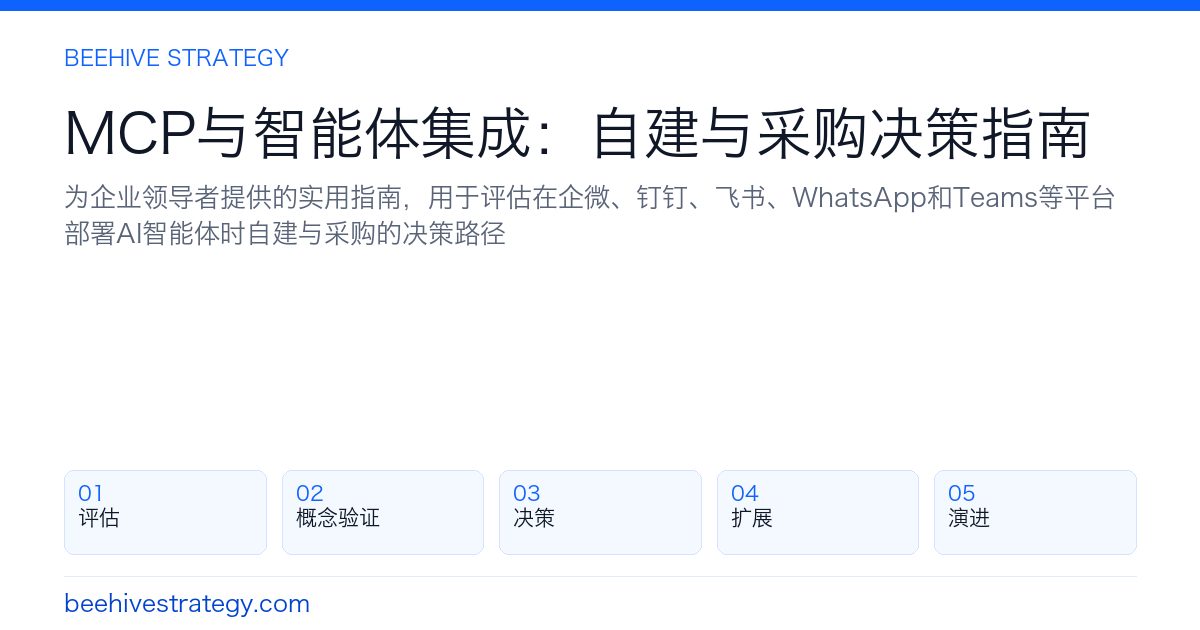 BEEHIVE STRATEGY
MCP与智能体集成：自建与采购决策指南
为企业领导者提供的实用指南，用于评估在企微、钉钉、飞书、WhatsApp和Teams等平台
部署AI智能体时自建与采购的决策路径
01
评估
02
概念验证
03
决策
04
扩展
05
演进
beehivestrategy.com